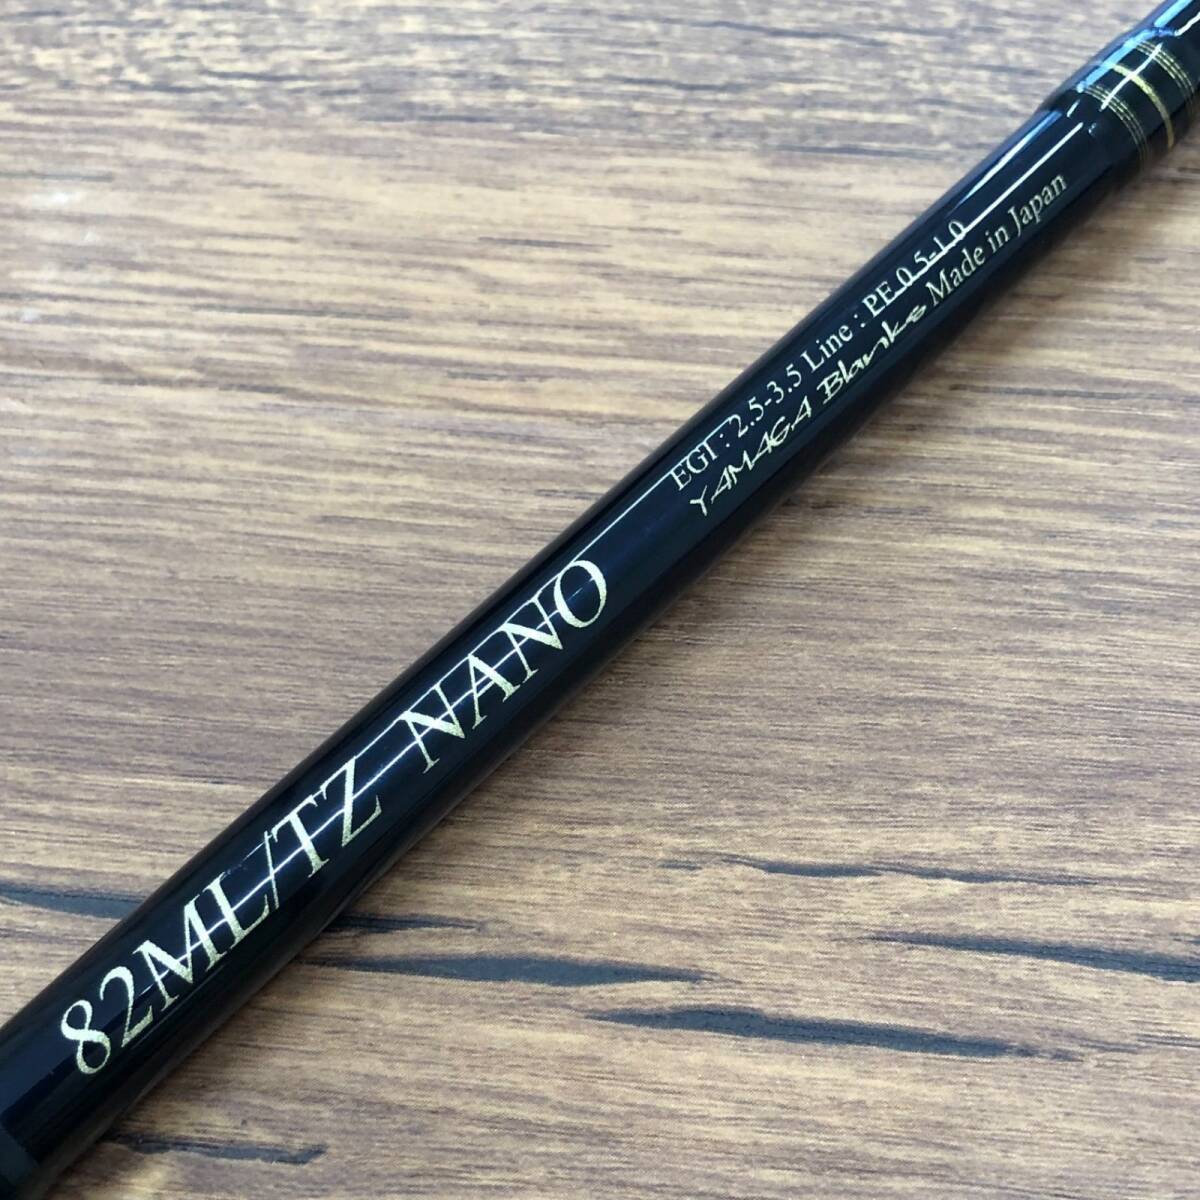 82ML/TZ NANO
EGI : 2.5-3.5 Line : PE 0.5-1.0
YAMAGA Blanks Made in Japan